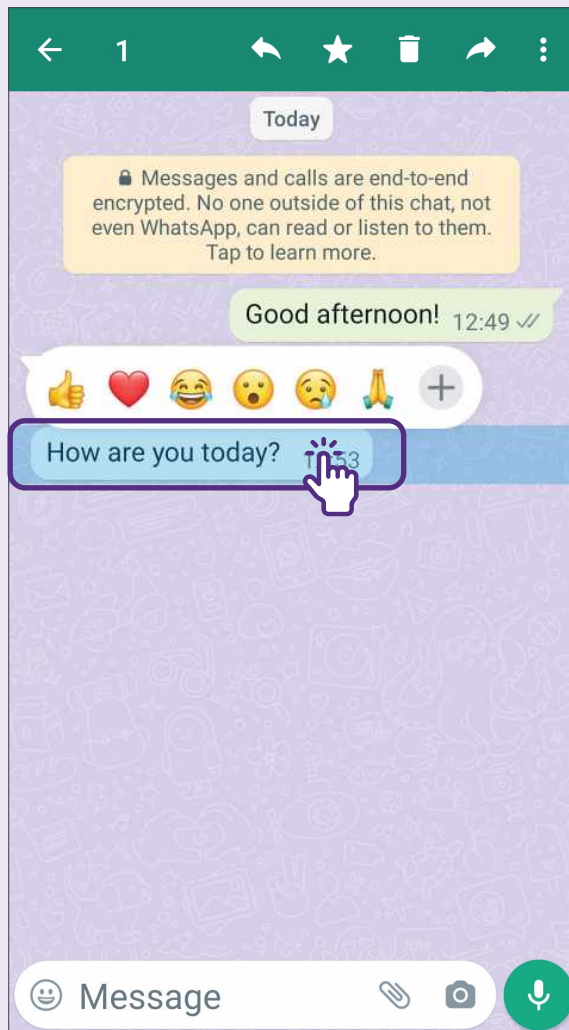 1
Today
Messages and calls are end-to-end
encrypted. No one outside of this chat, not
even WhatsApp, can read or listen to them.
Tap to learn more.
Good afternoon! 12:49
How are you today?
Message